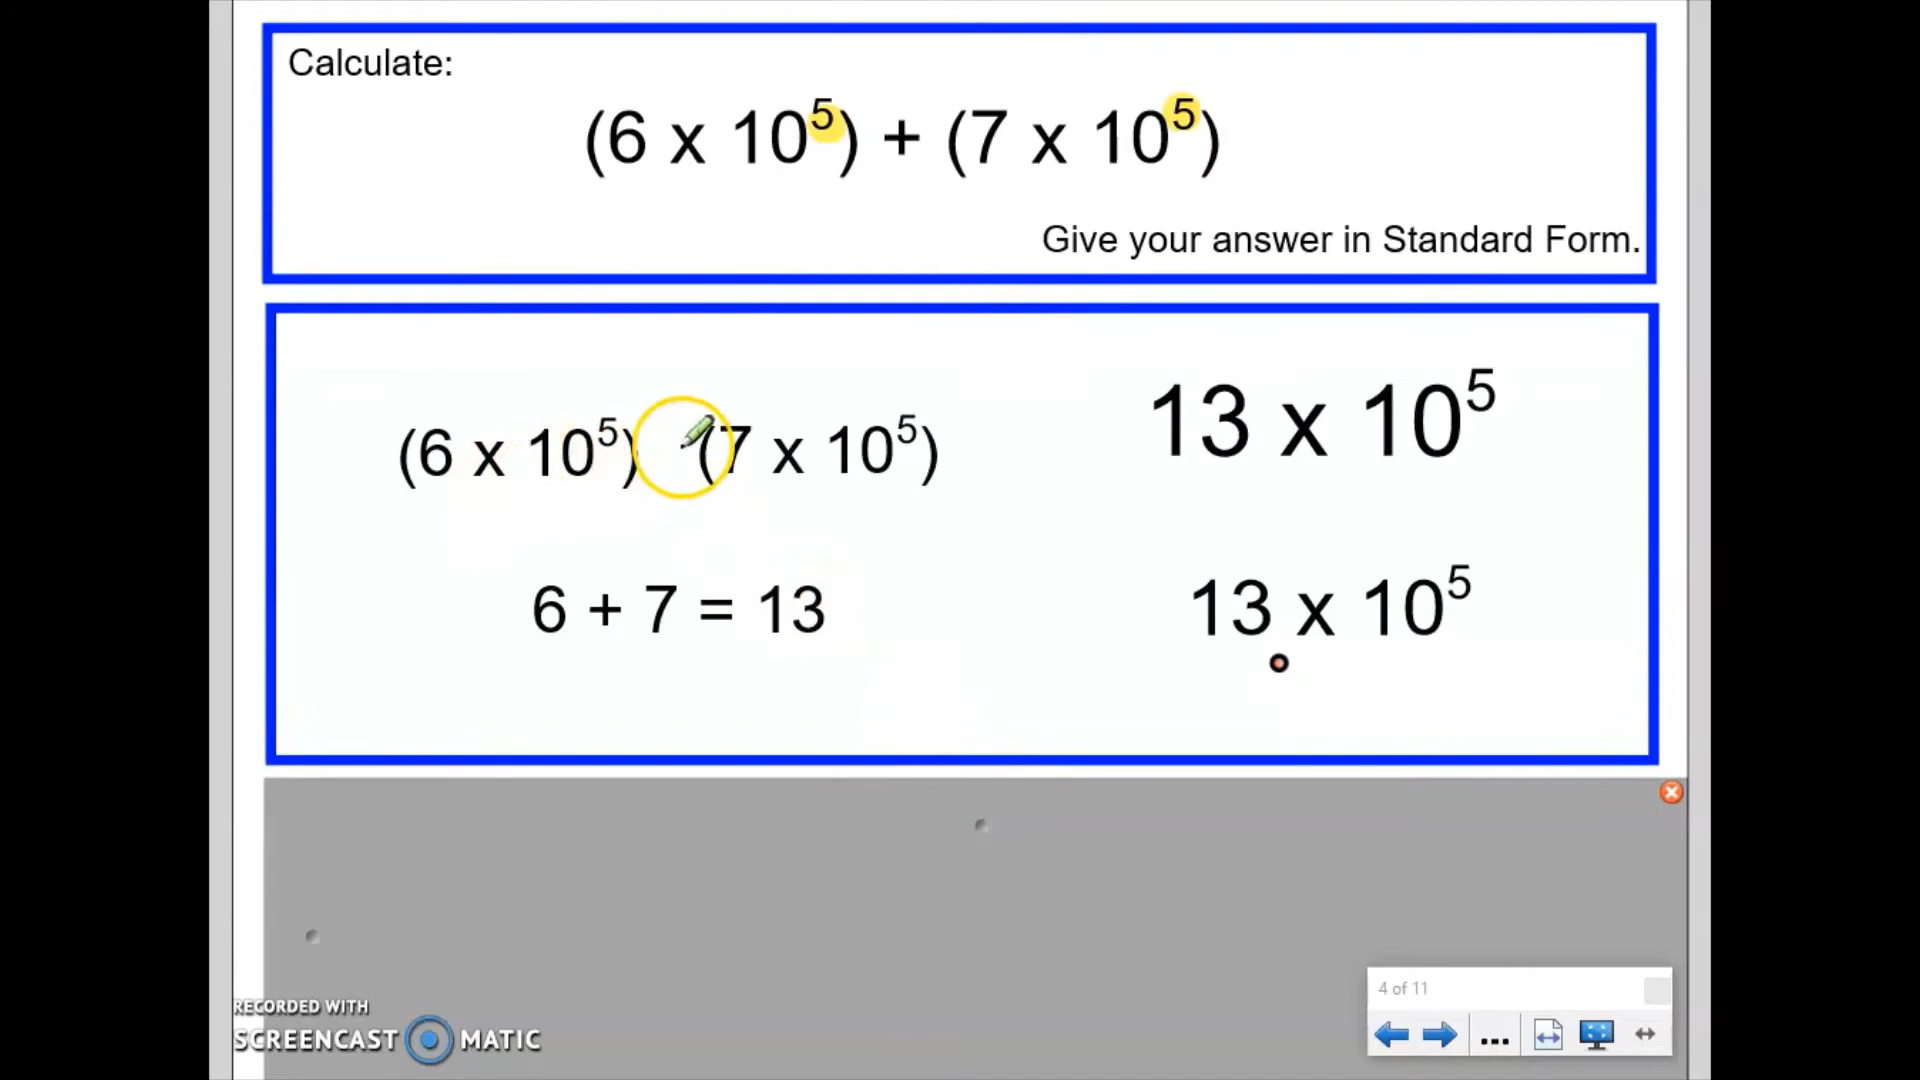 Calculate:
(6 x 10⁵) + (7 x 10⁵)
Give your answer in Standard Form.
(6 x 10⁵) (7 x 10⁵)
13 x 10⁵
6 + 7 = 13
13 x 10⁵
4 of 11
...
RECORDED WITH
SCREENCAST MATIC